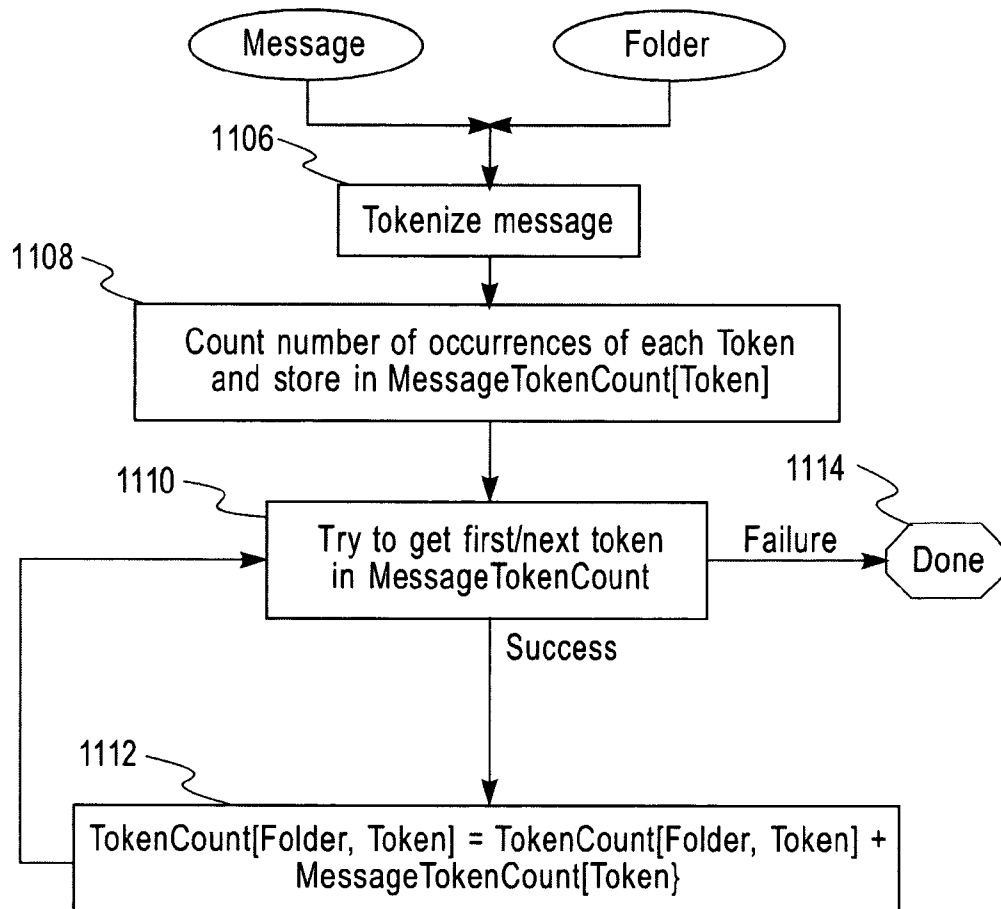 Message
Folder
1106
Tokenize message
1108
Count number of occurrences of each Token
and store in MessageTokenCount[Token]
1110
1114
Try to get first/next token
in MessageTokenCount
Failure
Done
Success
1112
TokenCount[Folder, Token] = TokenCount[Folder, Token] +
MessageTokenCount[Token}